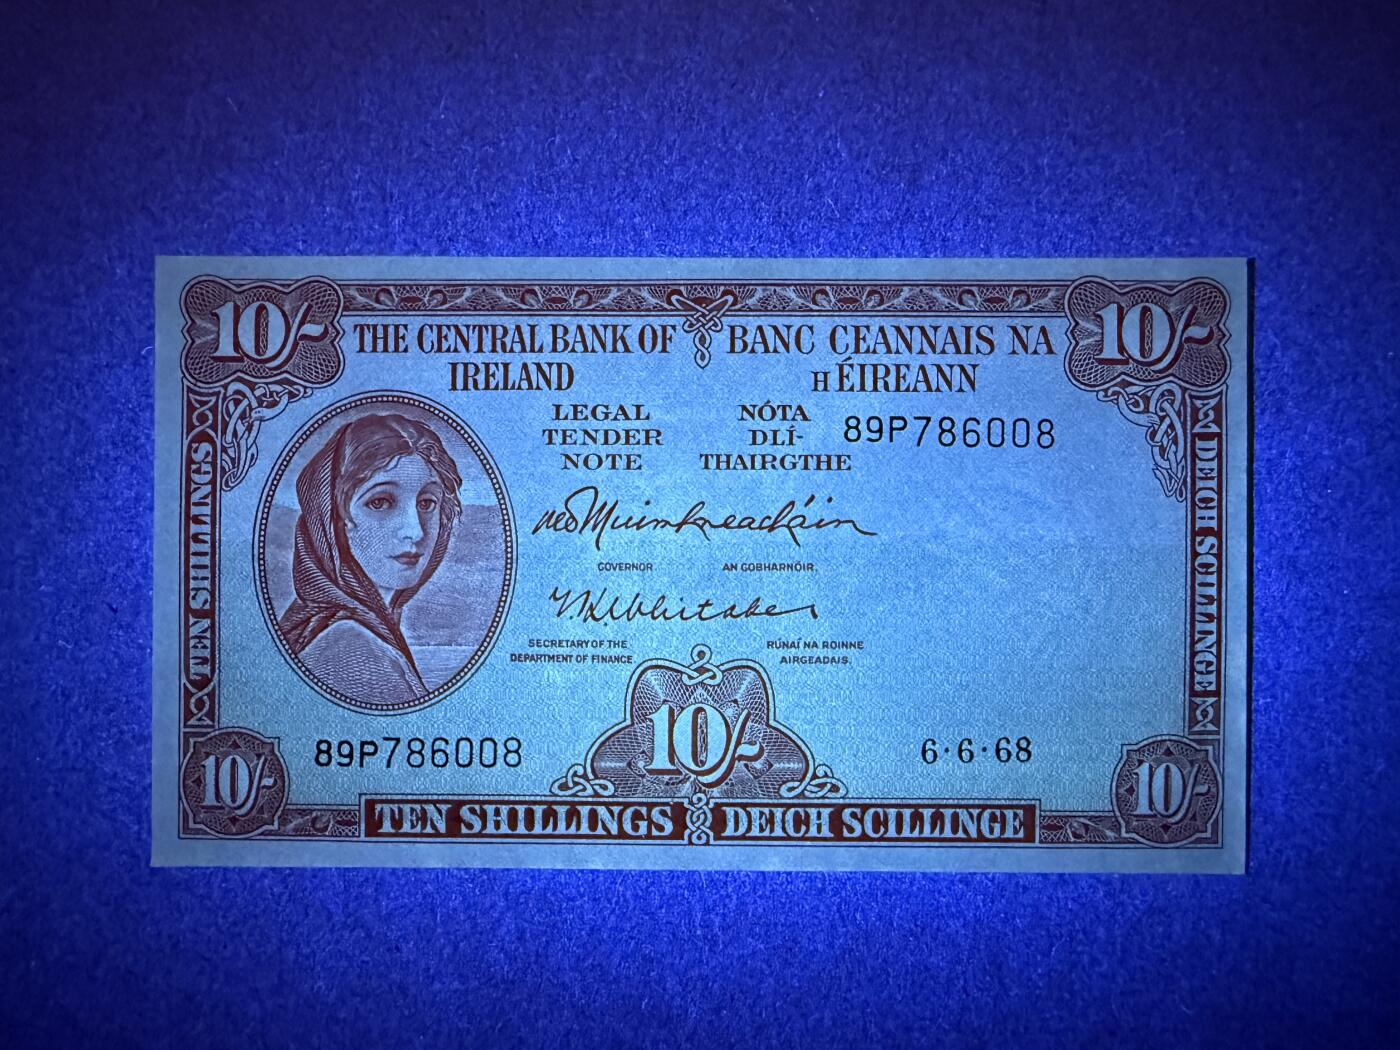 10/-
10/-
THE CENTRAL BANK OF IRELAND
BANC CEANNAIS NA
H ÉIREANN
LEGAL
TENDER
NOTE
NÓTA
DLÍ-
THAIRGTHE
89P786008
TEN SHILLINGS
DEICH SCILLINGE
GOVERNOR
AN GOBHARNÓIR.
T.K.Whitaker
SECRETARY OF THE
DEPARTMENT OF FINANCE.
RÚNAÍ NA ROINNE
AIRGEADAIS.
89P786008
10/-
6·6·68
10/-
10/-
TEN SHILLINGS
DEICH SCILLINGE